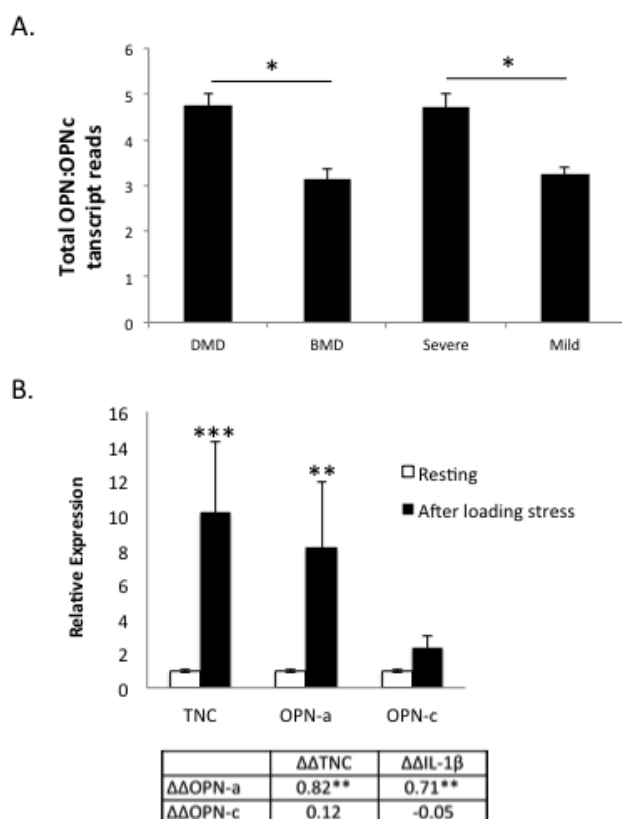 A.
6
5
4
3
2
1
0
Total OPN:OPNc
tanscript reads
*
*
DMD BMD Severe Mild
B.
16
14
12
10
8
6
4
2
0
Relative Expression
***
**
Resting
After loading stress
TNC OPN-a OPN-c
ΔΔTNC ΔΔIL-1β
ΔΔOPN-a 0.82** 0.71**
ΔΔOPN-c 0.12 -0.05